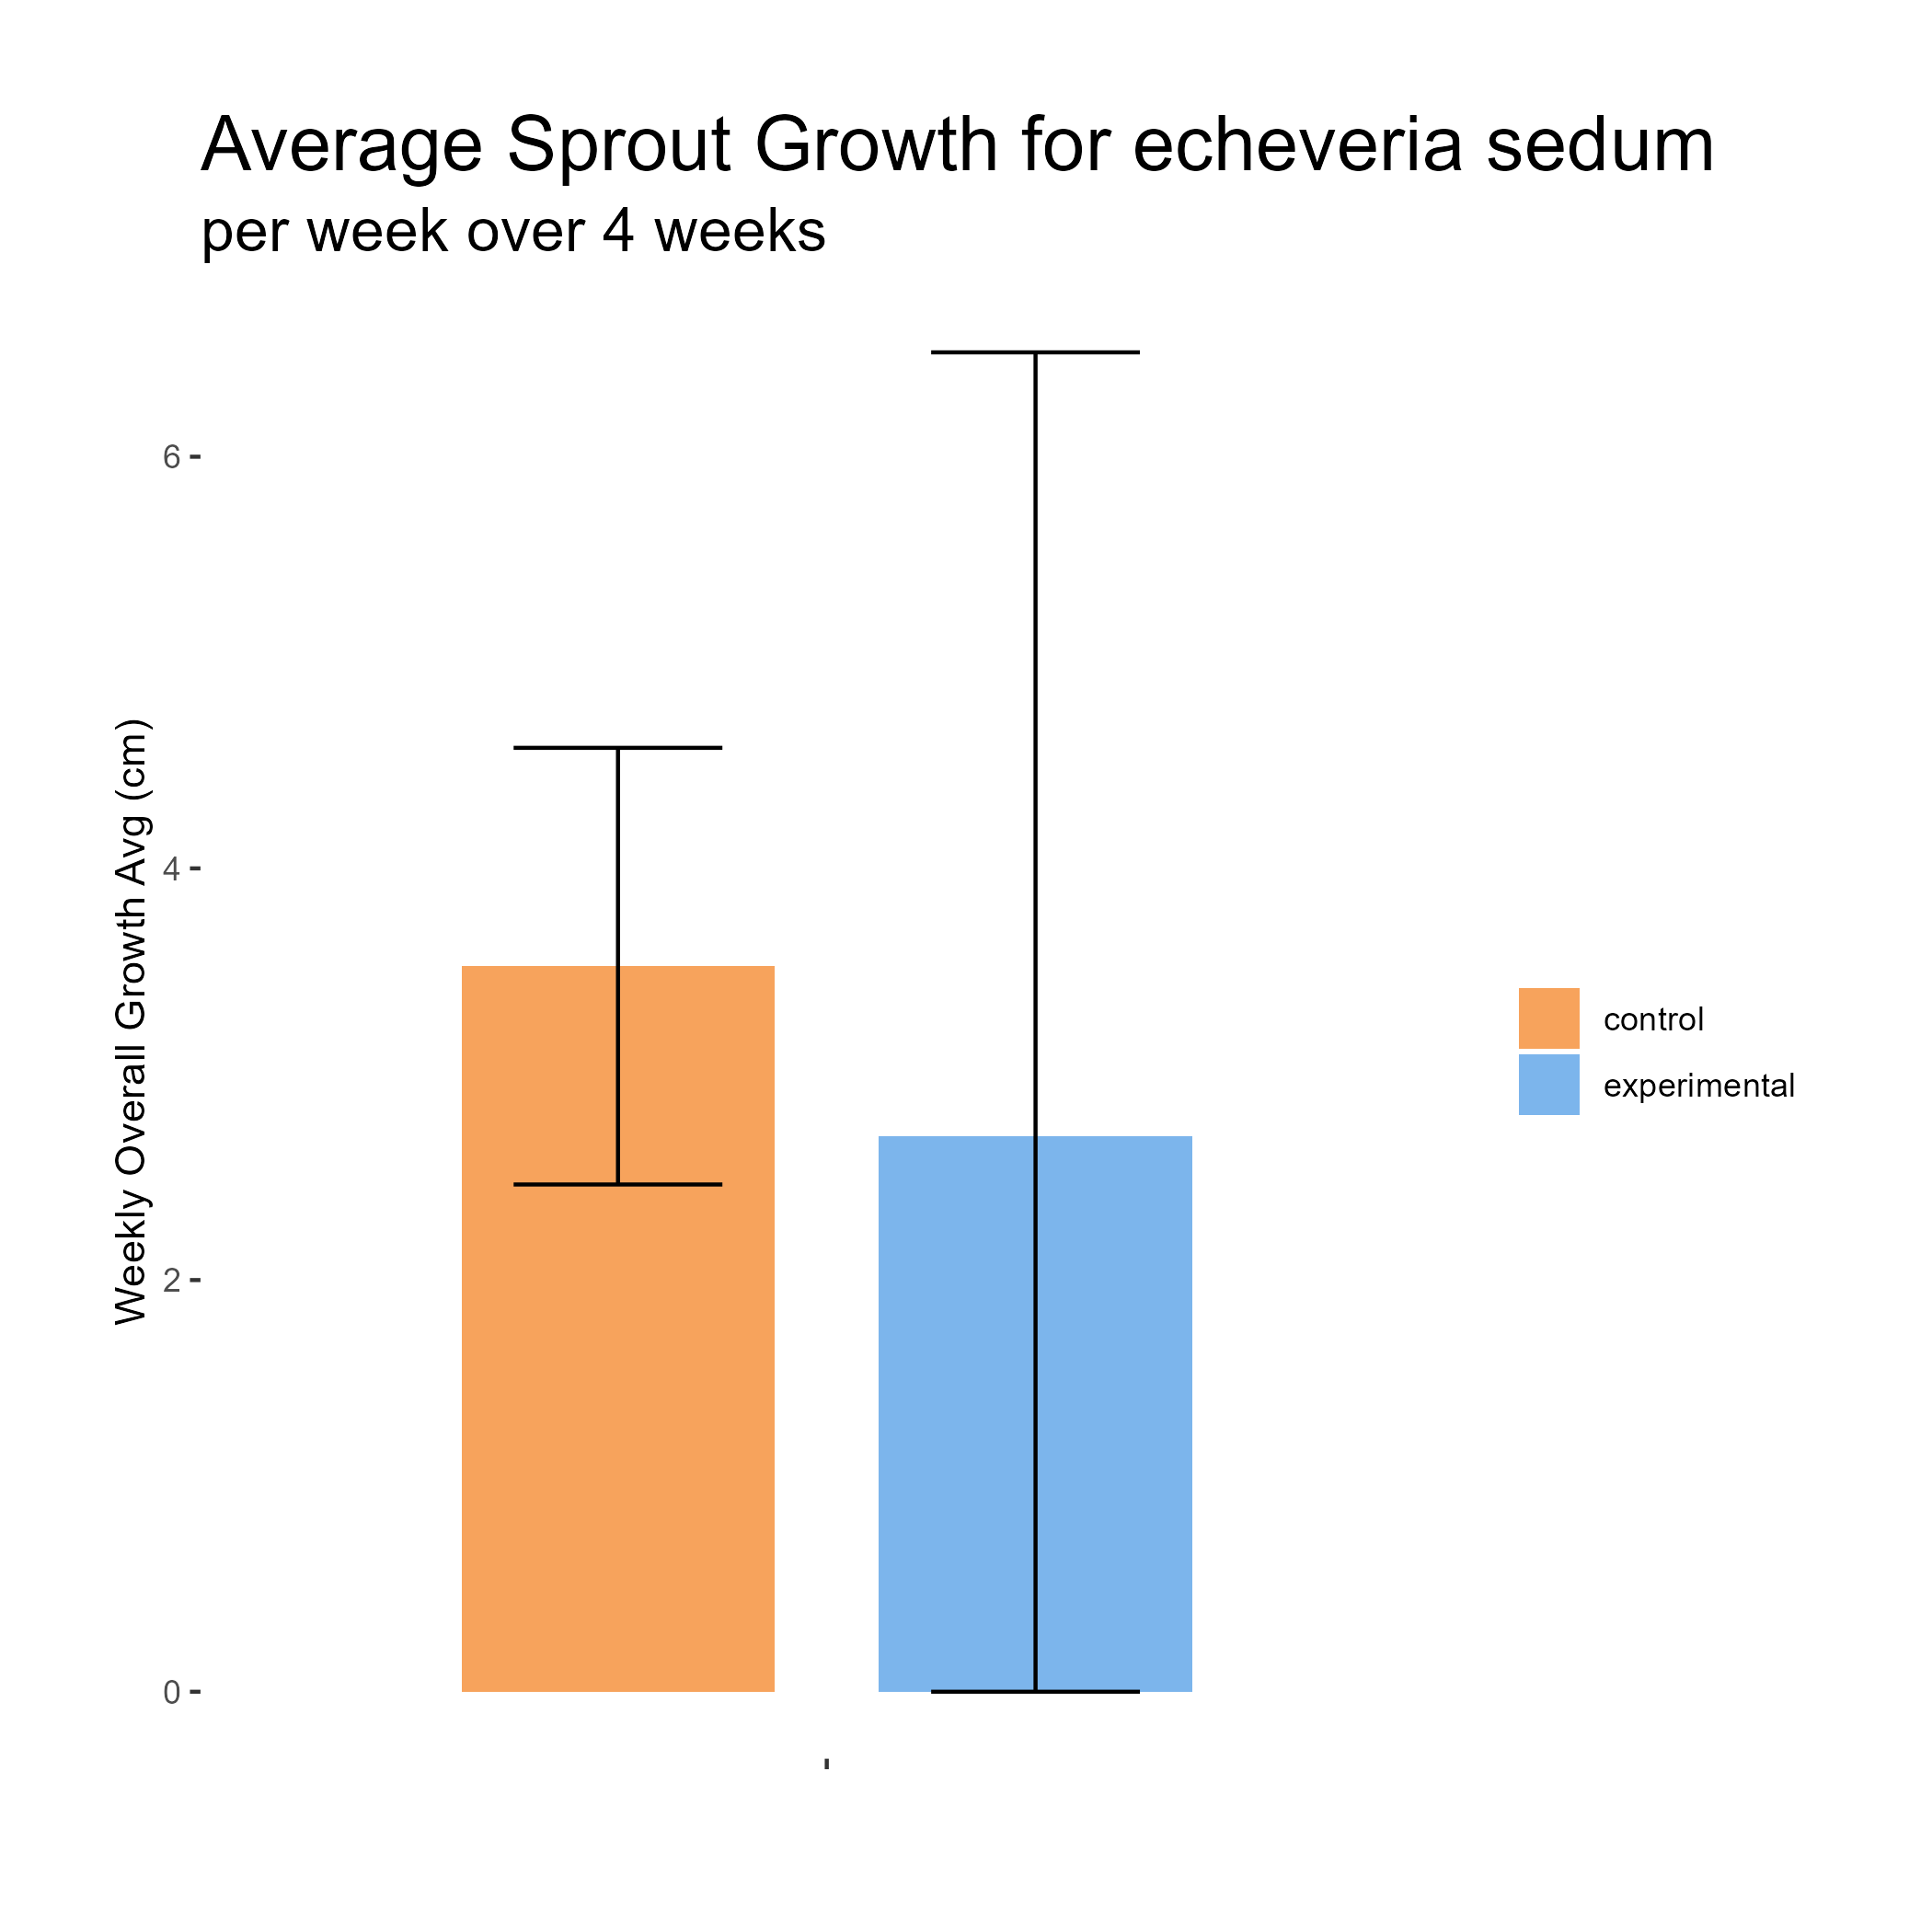 Average Sprout Growth for echeveria sedum
per week over 4 weeks
Weekly Overall Growth Avg (cm)
6
4
2
0
control
experimental